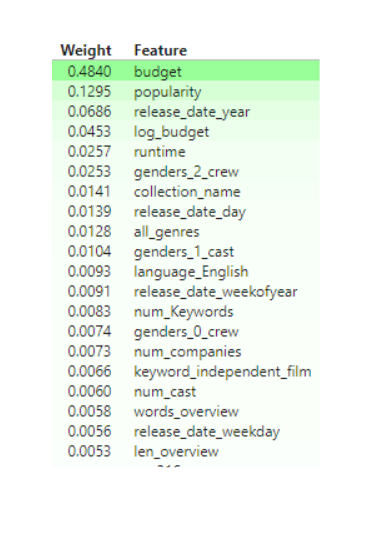 Weight Feature
0.4840 budget
0.1295 popularity
0.0686 release_date_year
0.0453 log_budget
0.0257 runtime
0.0253 genders_2_crew
0.0141 collection_name
0.0139 release_date_day
0.0128 all_genres
0.0104 genders_1_cast
0.0093 language_English
0.0091 release_date_weekofyear
0.0083 num_Keywords
0.0074 genders_0_crew
0.0073 num_companies
0.0066 keyword_independent_film
0.0060 num_cast
0.0058 words_overview
0.0056 release_date_weekday
0.0053 len_overview